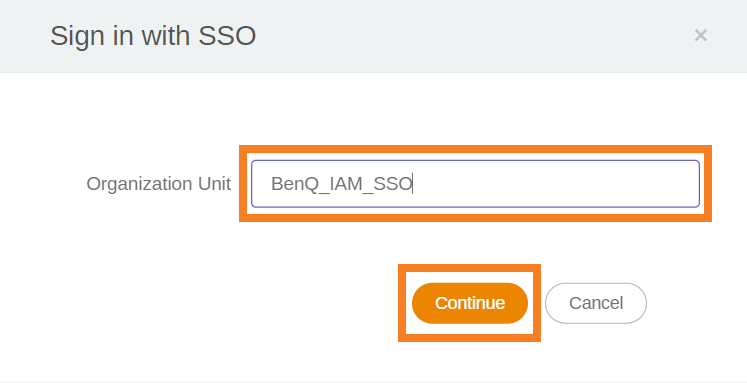 Sign in with SSO
×
Organization Unit
BenQ_IAM_SSO
Continue
Cancel